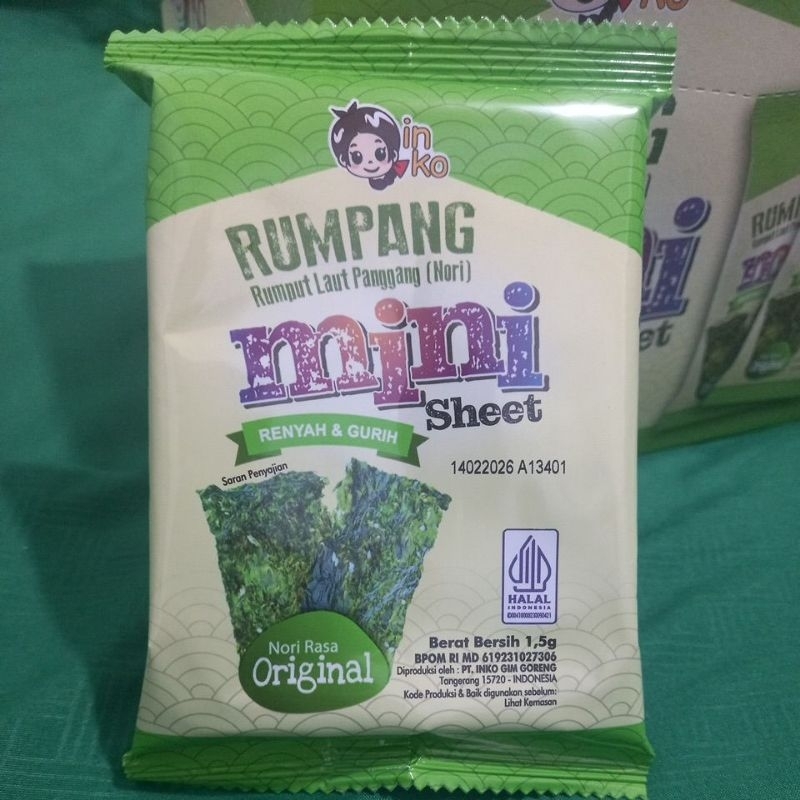 in
ko
RUMPANG
Rumput Laut Panggang (Nori)
mini
Sheet
RENYAH & GURIH
Saran Penyajian
14022026 A13401
HALAL
INDONESIA
Nori Rasa
Original
Berat Bersih 1,5g
BPOM RI MD 619231027306
Diproduksi oleh : PT. INKO GIM GORENG
Tangerang 15720 - INDONESIA
Kode Produksi & Baik digunakan sebelum:
Lihat Kemasan